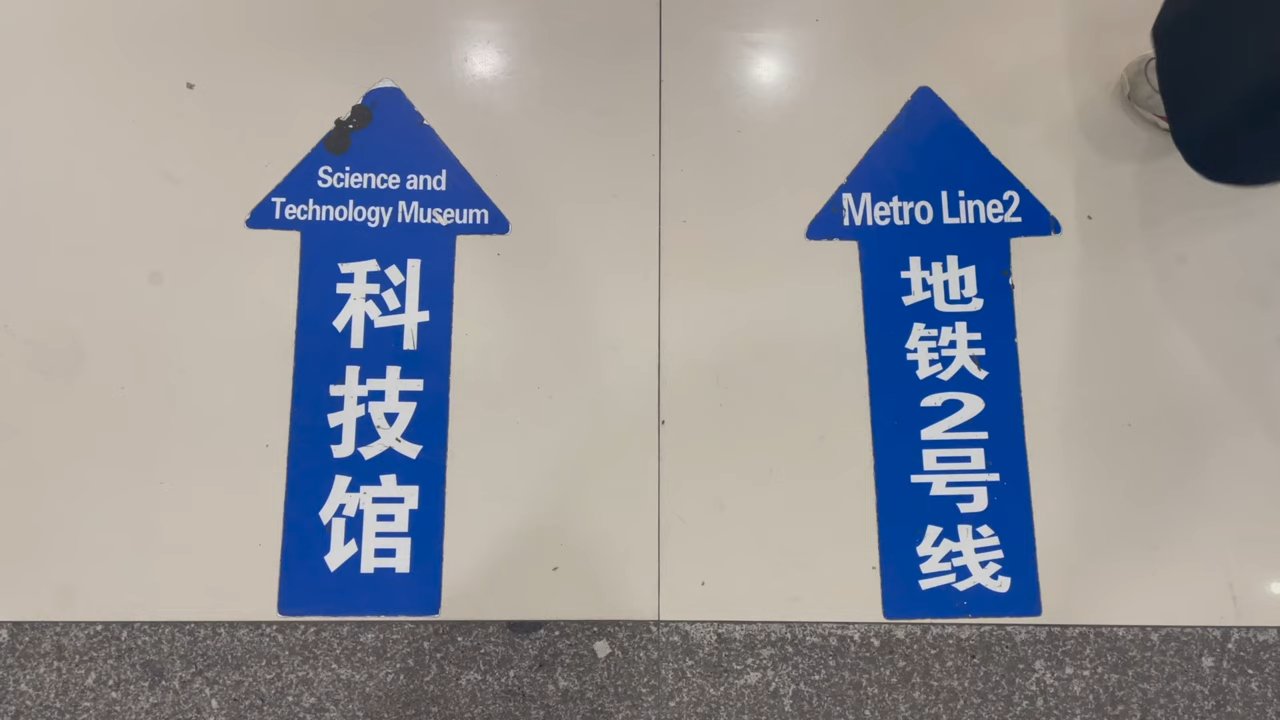 Science and
Technology Museum
科技馆
Metro Line2
地铁2号线